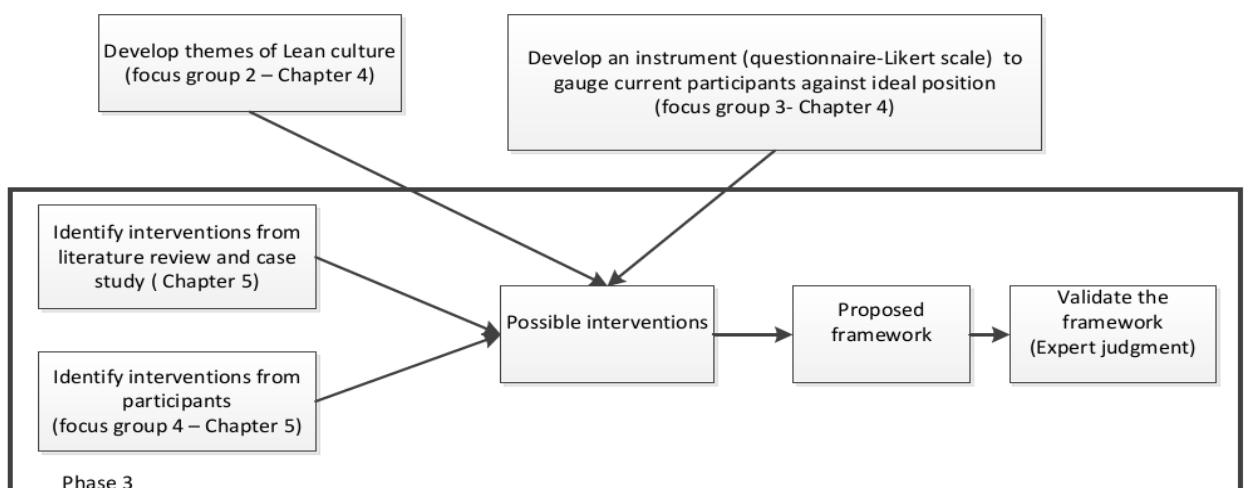 Develop themes of Lean culture
(focus group 2 – Chapter 4)
Develop an instrument (questionnaire-Likert scale) to
gauge current participants against ideal position
(focus group 3- Chapter 4)
Identify interventions from
literature review and case
study ( Chapter 5)
Identify interventions from
participants
(focus group 4 – Chapter 5)
Possible interventions
Proposed
framework
Validate the
framework
(Expert judgment)
Phase 3